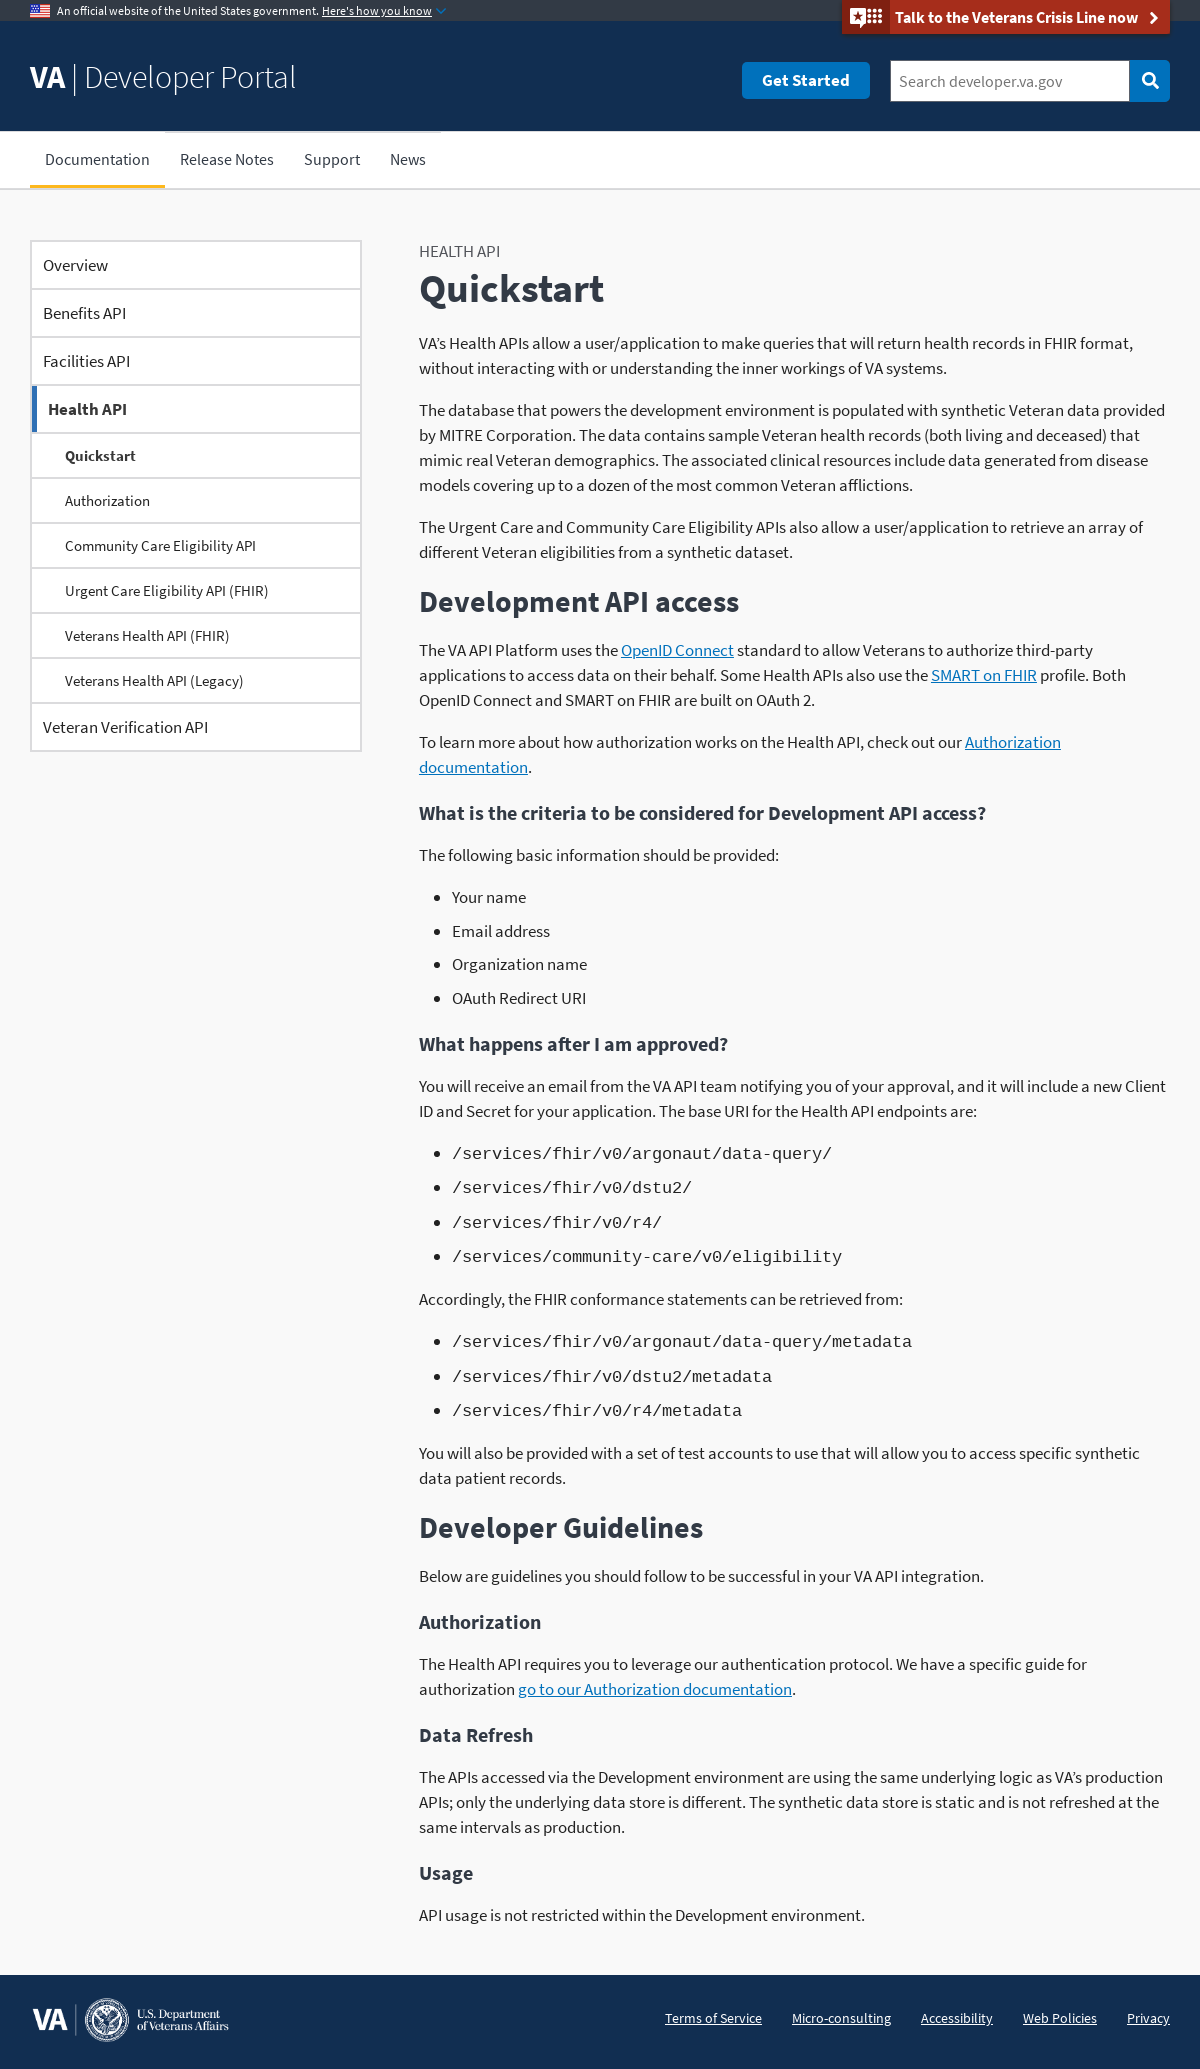 An official website of the United States government. Here's how you know
Talk to the Veterans Crisis Line now
VA | Developer Portal
Get Started
Search developer.va.gov
Documentation
Release Notes
Support
News
Overview
Benefits API
Facilities API
Health API
Quickstart
Authorization
Community Care Eligibility API
Urgent Care Eligibility API (FHIR)
Veterans Health API (FHIR)
Veterans Health API (Legacy)
Veteran Verification API
HEALTH API
Quickstart
VA’s Health APIs allow a user/application to make queries that will return health records in FHIR format,
without interacting with or understanding the inner workings of VA systems.
The database that powers the development environment is populated with synthetic Veteran data provided
by MITRE Corporation. The data contains sample Veteran health records (both living and deceased) that
mimic real Veteran demographics. The associated clinical resources include data generated from disease
models covering up to a dozen of the most common Veteran afflictions.
The Urgent Care and Community Care Eligibility APIs also allow a user/application to retrieve an array of
different Veteran eligibilities from a synthetic dataset.
Development API access
The VA API Platform uses the OpenID Connect standard to allow Veterans to authorize third-party
applications to access data on their behalf. Some Health APIs also use the SMART on FHIR profile. Both
OpenID Connect and SMART on FHIR are built on OAuth 2.
To learn more about how authorization works on the Health API, check out our Authorization
documentation.
What is the criteria to be considered for Development API access?
The following basic information should be provided:
• Your name
• Email address
• Organization name
• OAuth Redirect URI
What happens after I am approved?
You will receive an email from the VA API team notifying you of your approval, and it will include a new Client
ID and Secret for your application. The base URI for the Health API endpoints are:
• /services/fhir/v0/argonaut/data-query/
• /services/fhir/v0/dstu2/
• /services/fhir/v0/r4/
• /services/community-care/v0/eligibility
Accordingly, the FHIR conformance statements can be retrieved from:
• /services/fhir/v0/argonaut/data-query/metadata
• /services/fhir/v0/dstu2/metadata
• /services/fhir/v0/r4/metadata
You will also be provided with a set of test accounts to use that will allow you to access specific synthetic
data patient records.
Developer Guidelines
Below are guidelines you should follow to be successful in your VA API integration.
Authorization
The Health API requires you to leverage our authentication protocol. We have a specific guide for
authorization go to our Authorization documentation.
Data Refresh
The APIs accessed via the Development environment are using the same underlying logic as VA’s production
APIs; only the underlying data store is different. The synthetic data store is static and is not refreshed at the
same intervals as production.
Usage
API usage is not restricted within the Development environment.
VA | U.S. Department
of Veterans Affairs
Terms of Service
Micro-consulting
Accessibility
Web Policies
Privacy